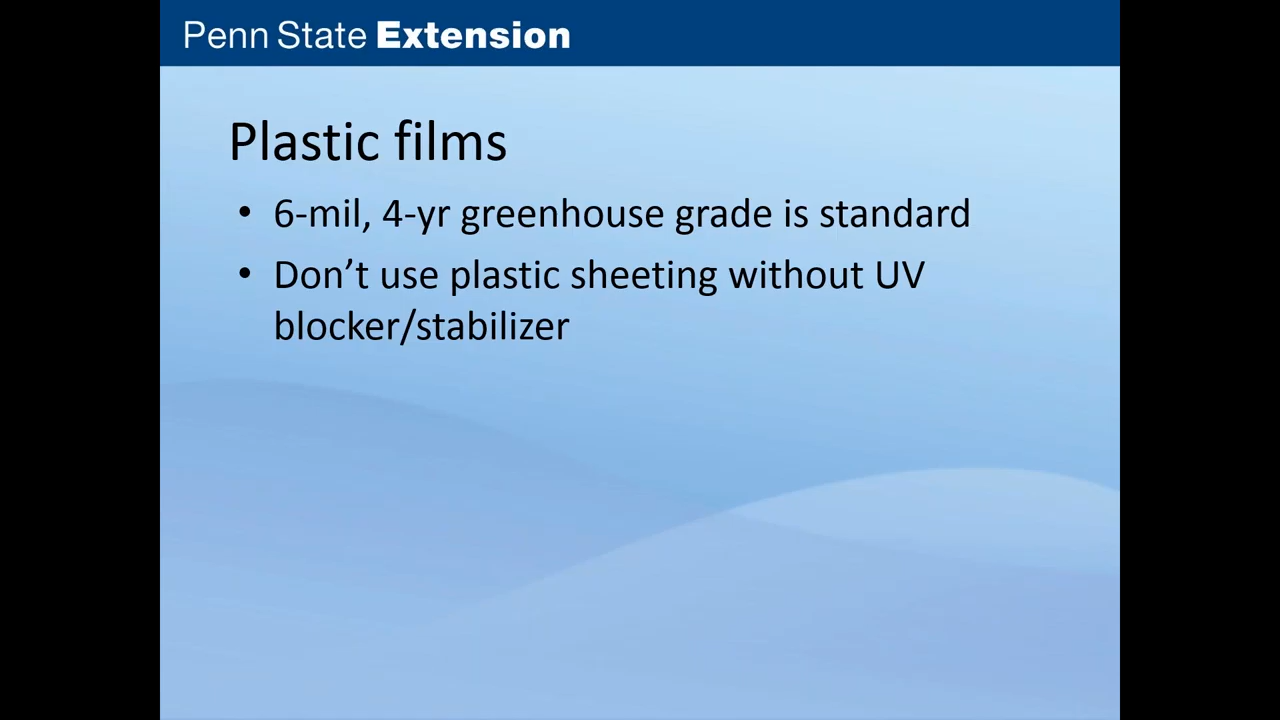 Penn State Extension
Plastic films
• 6-mil, 4-yr greenhouse grade is standard
• Don’t use plastic sheeting without UV
blocker/stabilizer